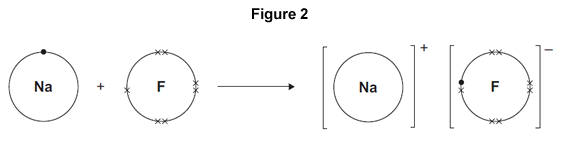 Figure 2
Na + F [ Na ]+ [ F ]−